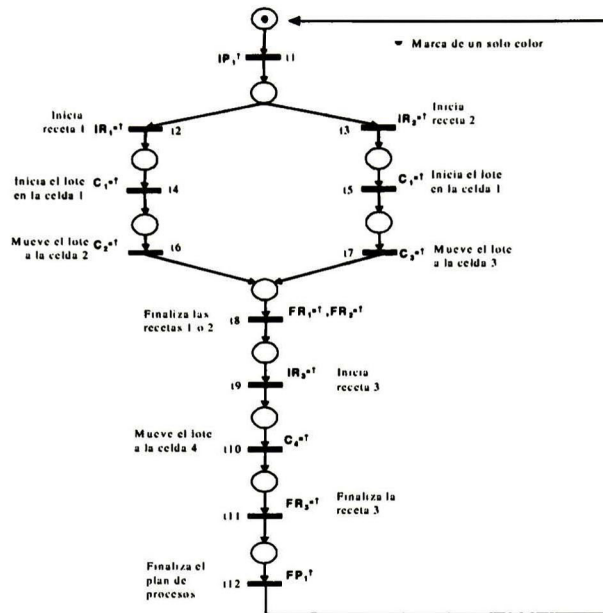 Marca de un solo color
IP₁↑ t1
Inicia
receta 1 IR₁=↑ t2
t3 IR₂=↑ Inicia
receta 2
Inicia el lote C₁=↑
en la celda 1 t4
t5 C₁=↑ Inicia el lote
en la celda 1
Mueve el lote C₂=↑ t6
a la celda 2
t7 C₃=↑ Mueve el lote
a la celda 3
Finaliza las
recetas 1 o 2 t8 FR₁=↑ ,FR₂=↑
t9 IR₃=↑ Inicia
receta 3
Mueve el lote
a la celda 4 t10 C₄=↑
t11 FR₃=↑ Finaliza la
receta 3
Finaliza el
plan de
procesos t12 FP₁↑